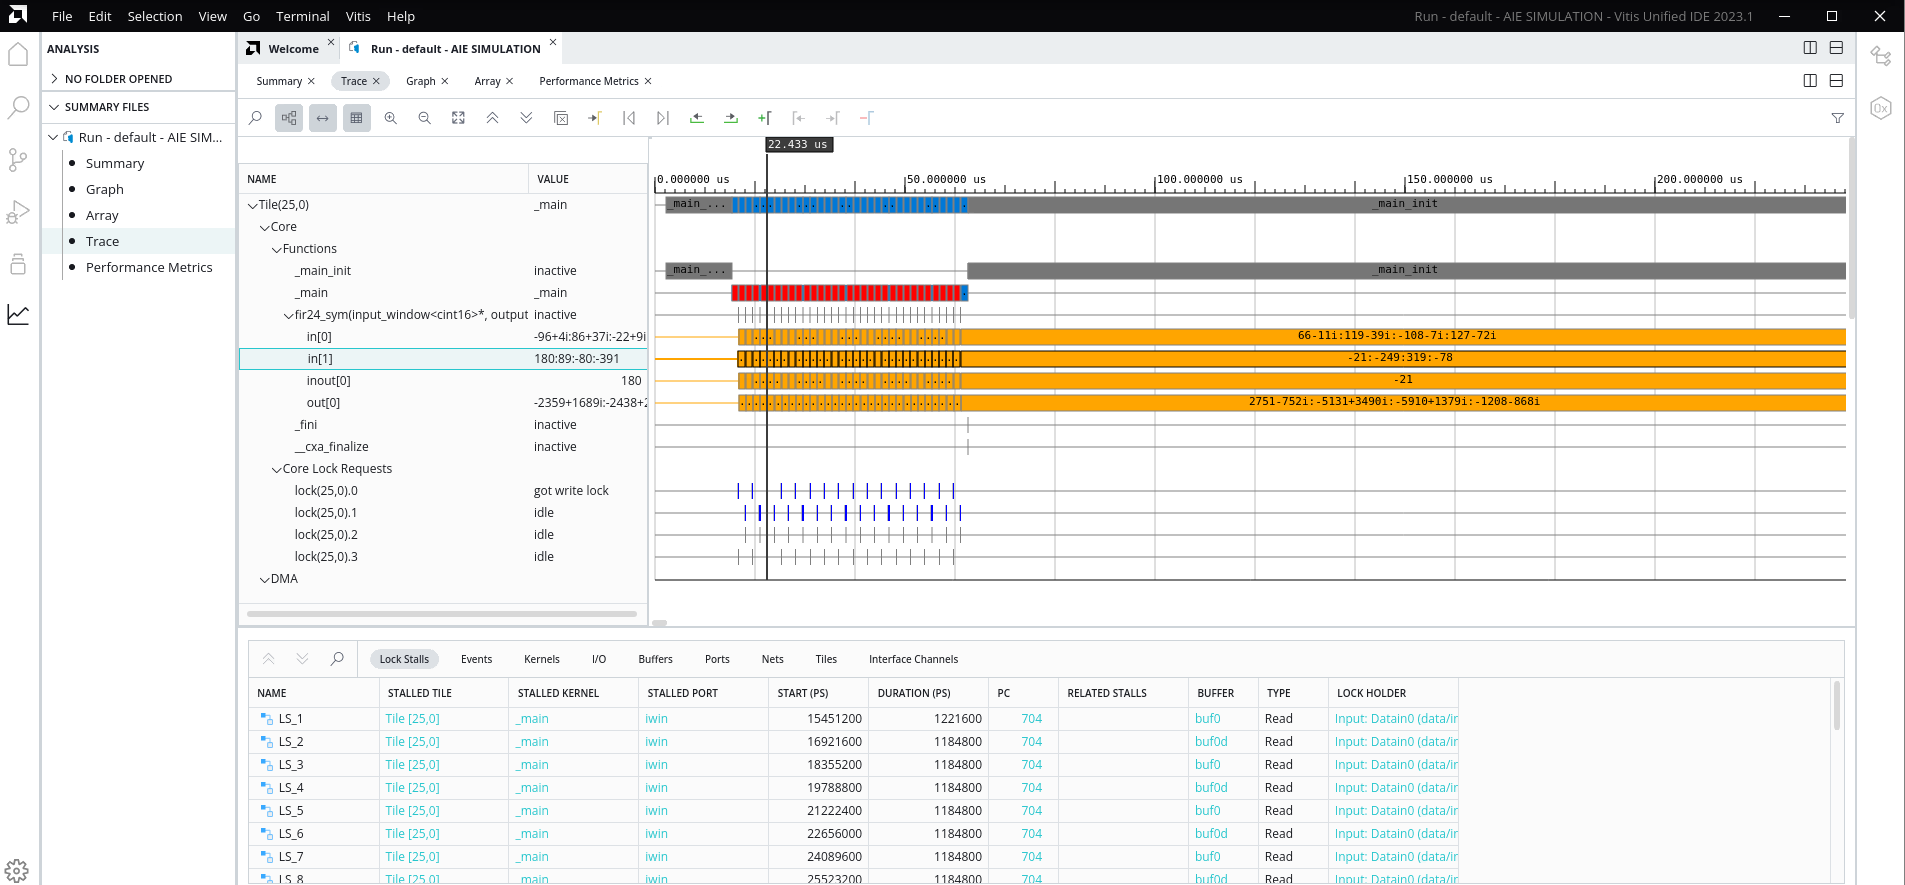 File Edit Selection View Go Terminal Vitis Help
Run - default - AIE SIMULATION - Vitis Unified IDE 2023.1
ANALYSIS
NO FOLDER OPENED
SUMMARY FILES
Run - default - AIE SIM...
Summary
Graph
Array
Trace
Performance Metrics
Welcome
Run - default - AIE SIMULATION
Summary Trace Graph Array Performance Metrics
22.433 us
NAME VALUE
0.000000 us 50.000000 us 100.000000 us 150.000000 us 200.000000 us
Tile(25,0) _main _main_... _main_init
Core
Functions
_main_init inactive _main_... _main_init
_main _main
fir24_sym(input_window<cint16>*, output inactive
in[0] -96+4i:86+37i:-22+9i 66-11i:119-39i:-108-7i:127-72i
in[1] 180:89:-80:-391 -21:-249:319:-78
inout[0] 180 -21
out[0] -2359+1689i:-2438+2 2751-752i:-5131+3490i:-5910+1379i:-1208-868i
_fini inactive
__cxa_finalize inactive
Core Lock Requests
lock(25,0).0 got write lock
lock(25,0).1 idle
lock(25,0).2 idle
lock(25,0).3 idle
DMA
Lock Stalls Events Kernels I/O Buffers Ports Nets Tiles Interface Channels
NAME STALLED TILE STALLED KERNEL STALLED PORT START (PS) DURATION (PS) PC RELATED STALLS BUFFER TYPE LOCK HOLDER
LS_1 Tile [25,0] _main iwin 15451200 1221600 704 buf0 Read Input: Datain0 (data/ir
LS_2 Tile [25,0] _main iwin 16921600 1184800 704 buf0d Read Input: Datain0 (data/ir
LS_3 Tile [25,0] _main iwin 18355200 1184800 704 buf0 Read Input: Datain0 (data/ir
LS_4 Tile [25,0] _main iwin 19788800 1184800 704 buf0d Read Input: Datain0 (data/ir
LS_5 Tile [25,0] _main iwin 21222400 1184800 704 buf0 Read Input: Datain0 (data/ir
LS_6 Tile [25,0] _main iwin 22656000 1184800 704 buf0d Read Input: Datain0 (data/ir
LS_7 Tile [25,0] _main iwin 24089600 1184800 704 buf0 Read Input: Datain0 (data/ir
LS_8 Tile [25,0] _main iwin 25523200 1184800 704 buf0d Read Input: Datain0 (data/ir
0x